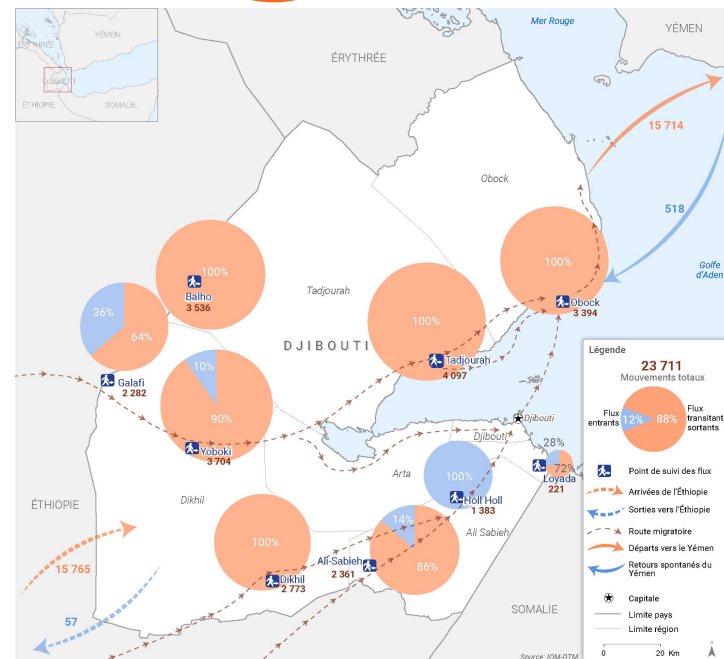 Mer Rouge
YÉMEN
ÉRYTHRÉE
YÉMEN
ÉRYTHRÉE
DJIBOUTI
ÉTHIOPIE
SOMALIE
15 714
Obock
518
Golfe
d'Aden
100%
Balho
3 536
100%
Obock
3 394
Tadjourah
36%
64%
Galafi
2 282
100%
Tadjourah
4 097
DJIBOUTI
10%
90%
Yoboki
3 704
Djibouti
Djibouti
28%
72%
Loyada
221
Arta
100%
Holl Holl
1 383
ÉTHIOPIE
Dikhil
Ali Sabieh
14%
86%
Ali-Sabieh
2 361
100%
Dikhil
2 773
15 765
57
SOMALIE
Source: IOM-DTM
Légende
23 711
Mouvements totaux
Flux
entrants
12%
88%
Flux
transitant
sortants
Point de suivi des flux
Arrivées de l'Éthiopie
Sorties vers l'Éthiopie
Route migratoire
Départs vers le Yémen
Retours spontanés du
Yémen
Capitale
Limite pays
Limite région
0 20 Km